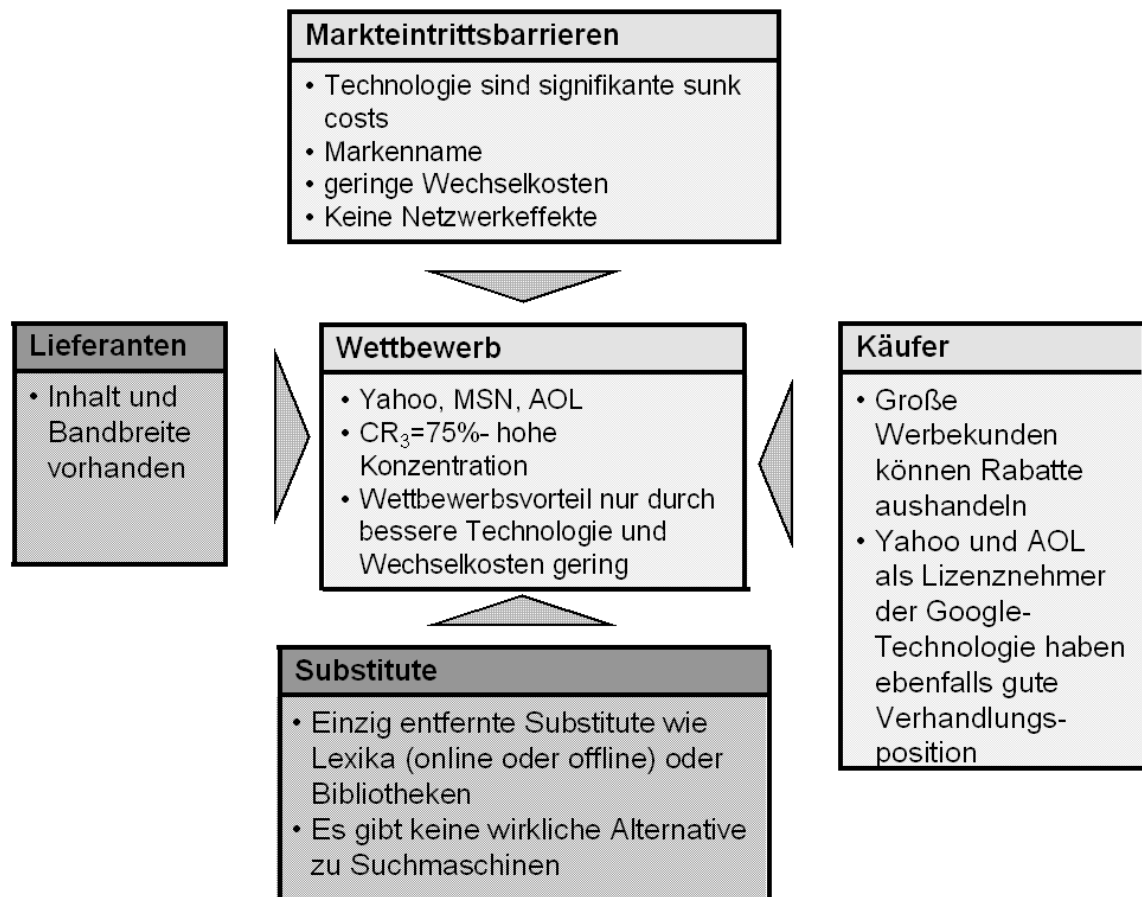 Markteintrittsbarrieren
• Technologie sind signifikante sunk
costs
• Markenname
• geringe Wechselkosten
• Keine Netzwerkeffekte
Lieferanten
• Inhalt und
Bandbreite
vorhanden
Wettbewerb
• Yahoo, MSN, AOL
• CR₃=75%- hohe
Konzentration
• Wettbewerbsvorteil nur durch
bessere Technologie und
Wechselkosten gering
Käufer
• Große
Werbekunden
können Rabatte
aushandeln
• Yahoo und AOL
als Lizenznehmer
der Google-
Technologie haben
ebenfalls gute
Verhandlungs-
position
Substitute
• Einzig entfernte Substitute wie
Lexika (online oder offline) oder
Bibliotheken
• Es gibt keine wirkliche Alternative
zu Suchmaschinen